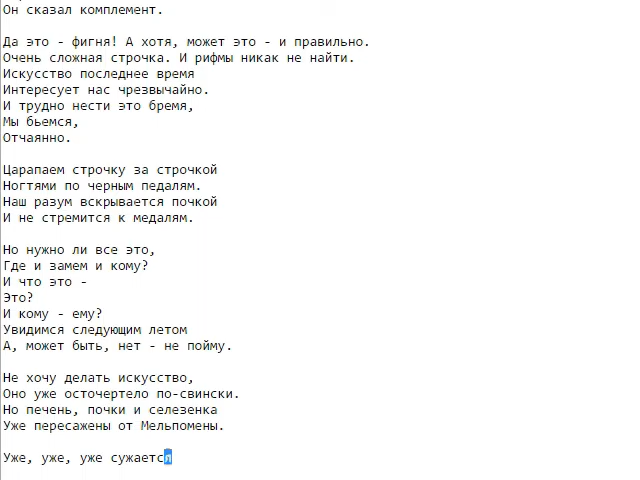 Он сказал комплемент.
Да это - фигня! А хотя, может это - и правильно.
Очень сложная строчка. И рифмы никак не найти.
Искусство последнее время
Интересует нас чрезвычайно.
И трудно нести это бремя,
Мы бьемся,
Отчаянно.
Царапаем строчку за строчкой
Ногтями по черным педалям.
Наш разум вскрывается почкой
И не стремится к медалям.
Но нужно ли все это,
Где и замем и кому?
И что это -
Это?
И кому - ему?
Увидимся следующим летом
А, может быть, нет - не пойму.
Не хочу делать искусство,
Оно уже осточертело по-свински.
Но печень, почки и селезенка
Уже пересажены от Мельпомены.
Уже, уже, уже сужается